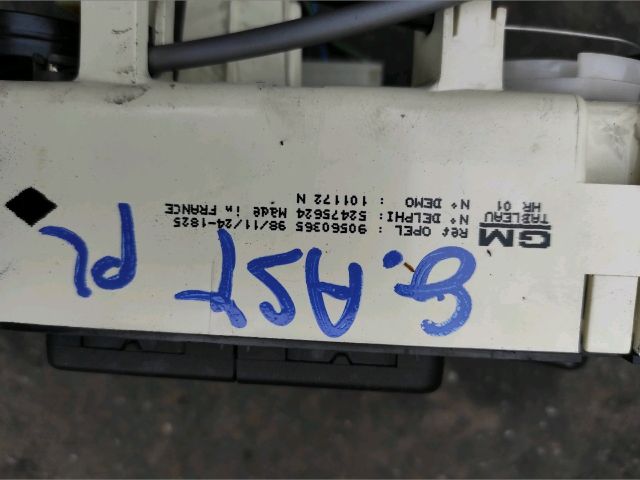 GM
TABLEAU
HR 01
Réf OPEL : 90560365 98/11/24-1825
N° DELPHI : 52475624 Made in FRANCE
N° DEMO : 101172 N
G. AST PL